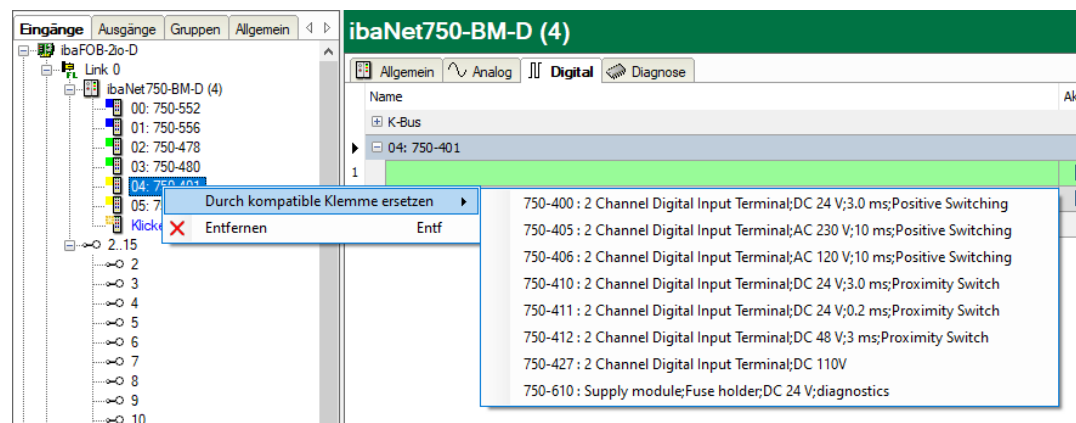 Eingänge Ausgänge Gruppen Allgemein
ibaFOB-2io-D
Link 0
ibaNet750-BM-D (4)
00: 750-552
01: 750-556
02: 750-478
03: 750-480
04: 750-401
05: 7
Klicke
2..15
2
3
4
5
6
7
8
9
10
ibaNet750-BM-D (4)
Allgemein Analog Digital Diagnose
Name Ak
K-Bus
04: 750-401
1
Durch kompatible Klemme ersetzen
Entfernen Entf
750-400 : 2 Channel Digital Input Terminal;DC 24 V;3.0 ms;Positive Switching
750-405 : 2 Channel Digital Input Terminal;AC 230 V;10 ms;Positive Switching
750-406 : 2 Channel Digital Input Terminal;AC 120 V;10 ms;Positive Switching
750-410 : 2 Channel Digital Input Terminal;DC 24 V;3.0 ms;Proximity Switch
750-411 : 2 Channel Digital Input Terminal;DC 24 V;0.2 ms;Proximity Switch
750-412 : 2 Channel Digital Input Terminal;DC 48 V;3 ms;Proximity Switch
750-427 : 2 Channel Digital Input Terminal;DC 110V
750-610 : Supply module;Fuse holder;DC 24 V;diagnostics